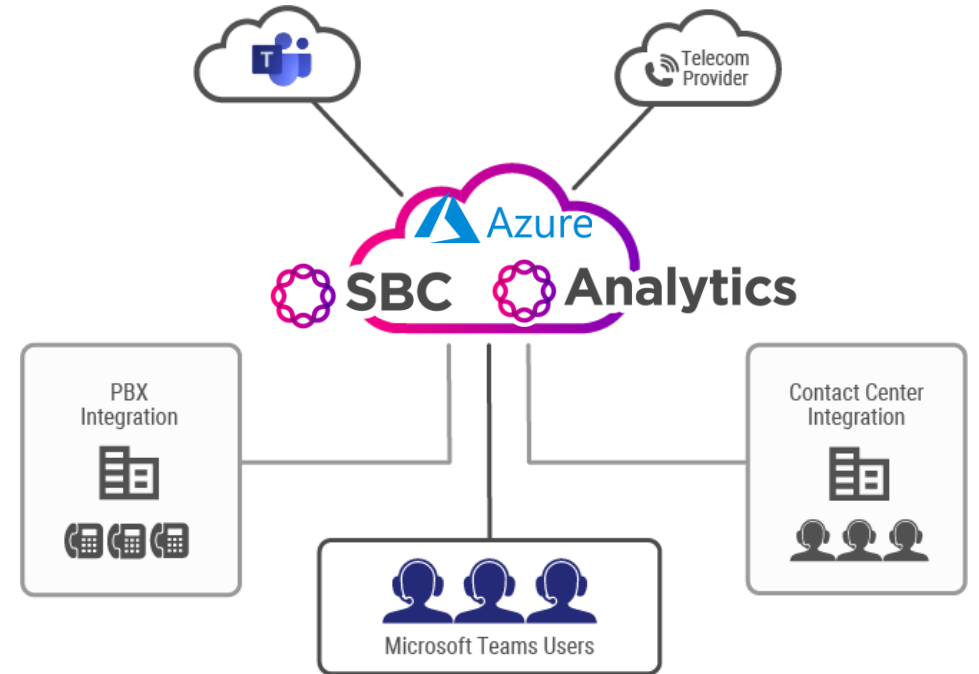 T
Telecom
Provider
Azure
SBC
Analytics
PBX
Integration
Contact Center
Integration
Microsoft Teams Users